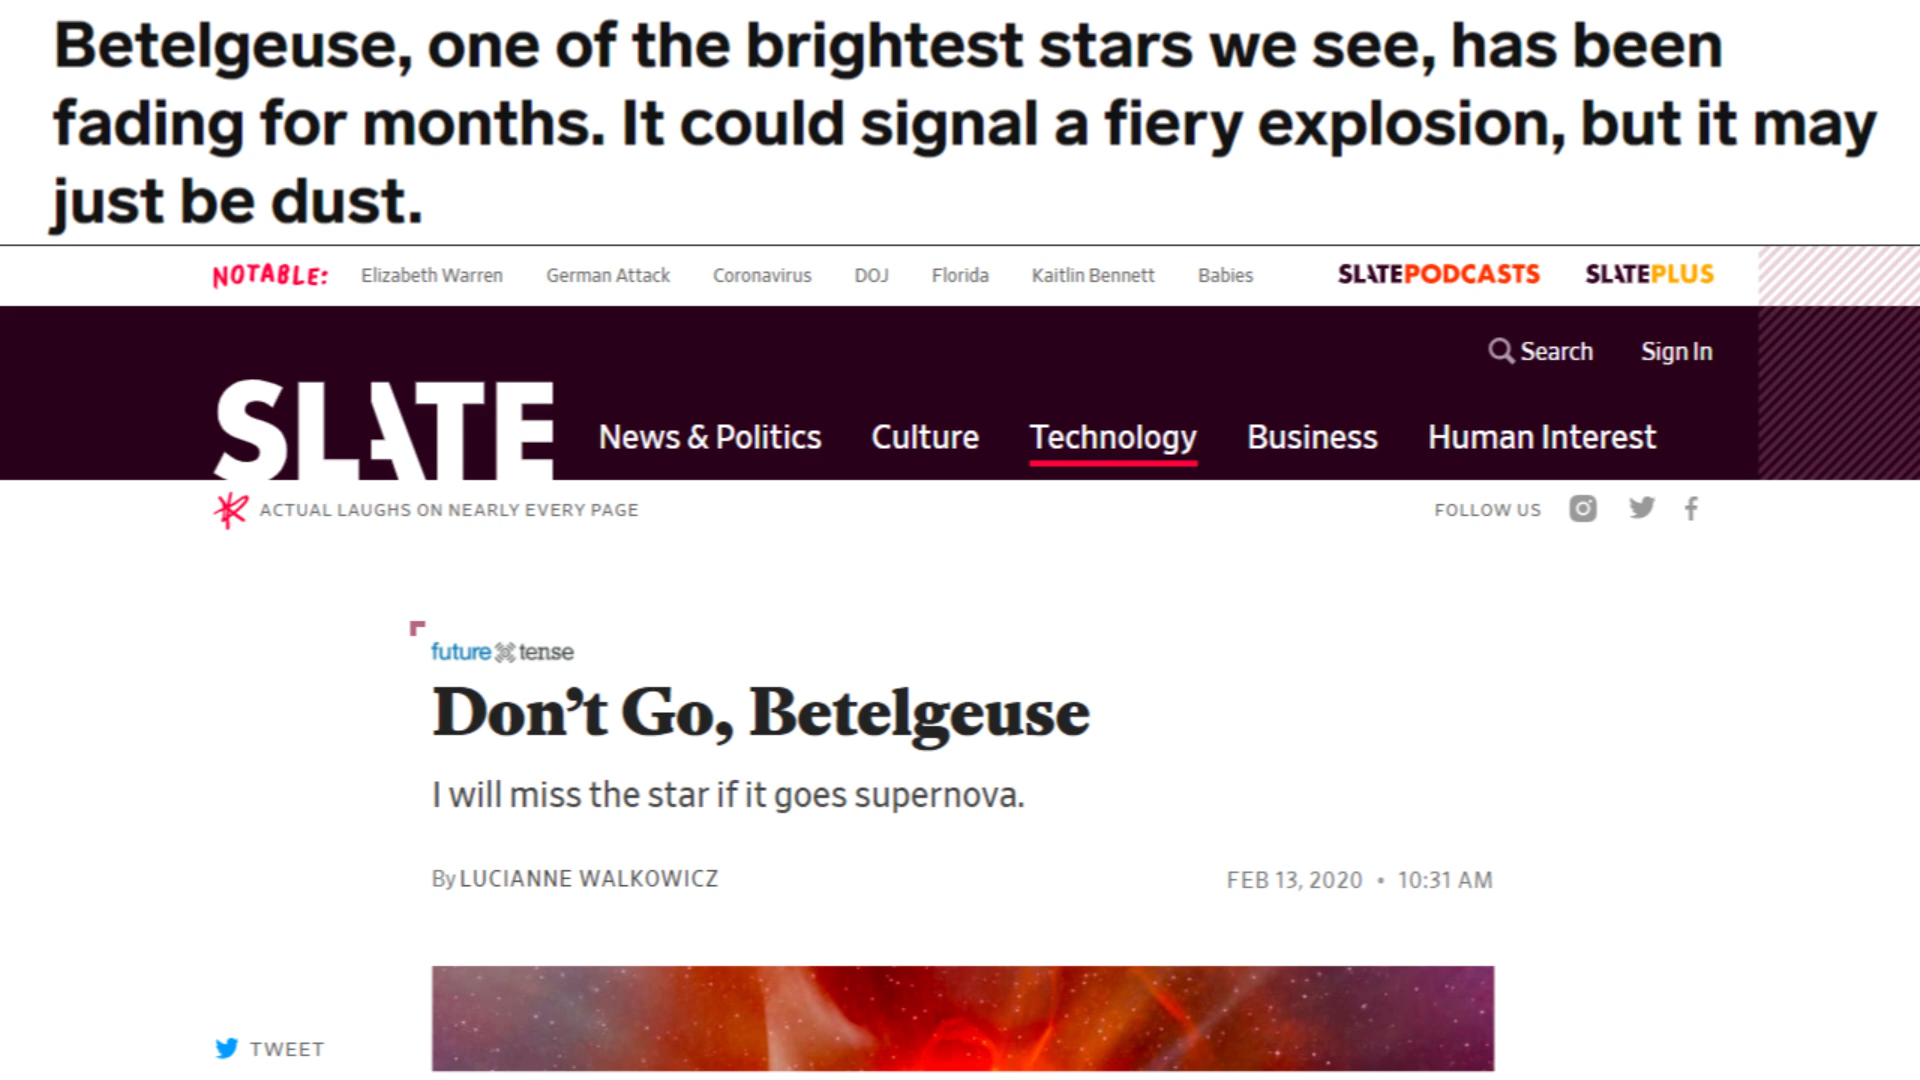 Betelgeuse, one of the brightest stars we see, has been
fading for months. It could signal a fiery explosion, but it may
just be dust.
NOTABLE: Elizabeth Warren German Attack Coronavirus DOJ Florida Kaitlin Bennett Babies SLATEPODCASTS SLATEPLUS
Search Sign In
SLATE News & Politics Culture Technology Business Human Interest
ACTUAL LAUGHS ON NEARLY EVERY PAGE FOLLOW US
future tense
Don't Go, Betelgeuse
I will miss the star if it goes supernova.
By LUCIANNE WALKOWICZ FEB 13, 2020 • 10:31 AM
TWEET